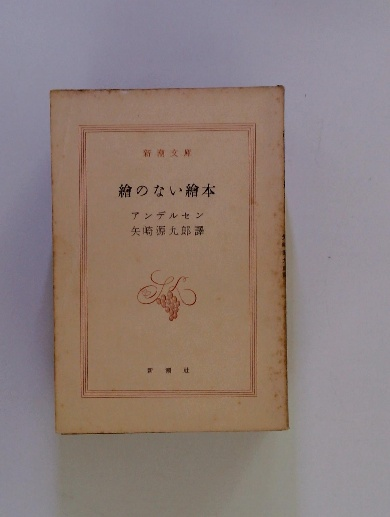 新潮文庫
繪のない繪本
アンデルセン
矢崎源九郎譯
新潮社